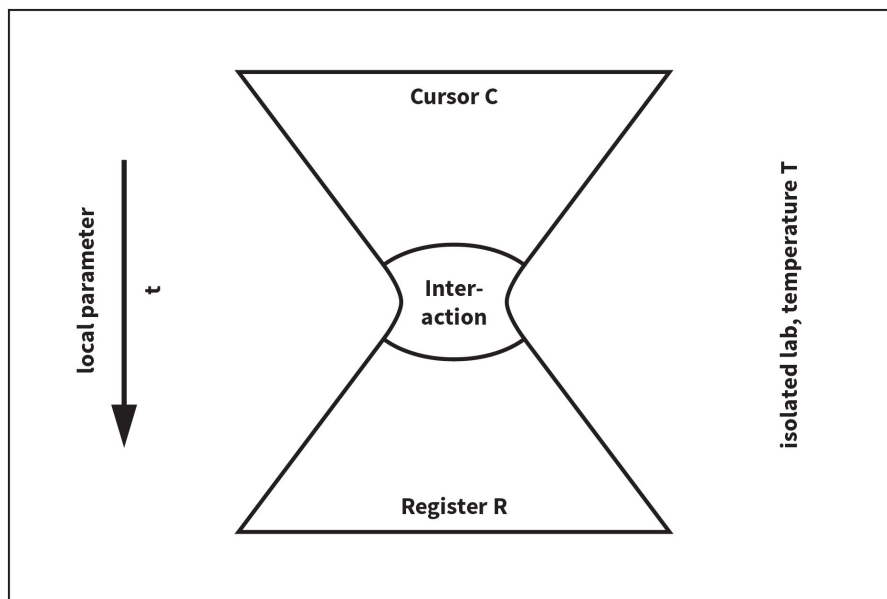 Cursor C
local parameter
t
Inter-
action
isolated lab, temperature T
Register R